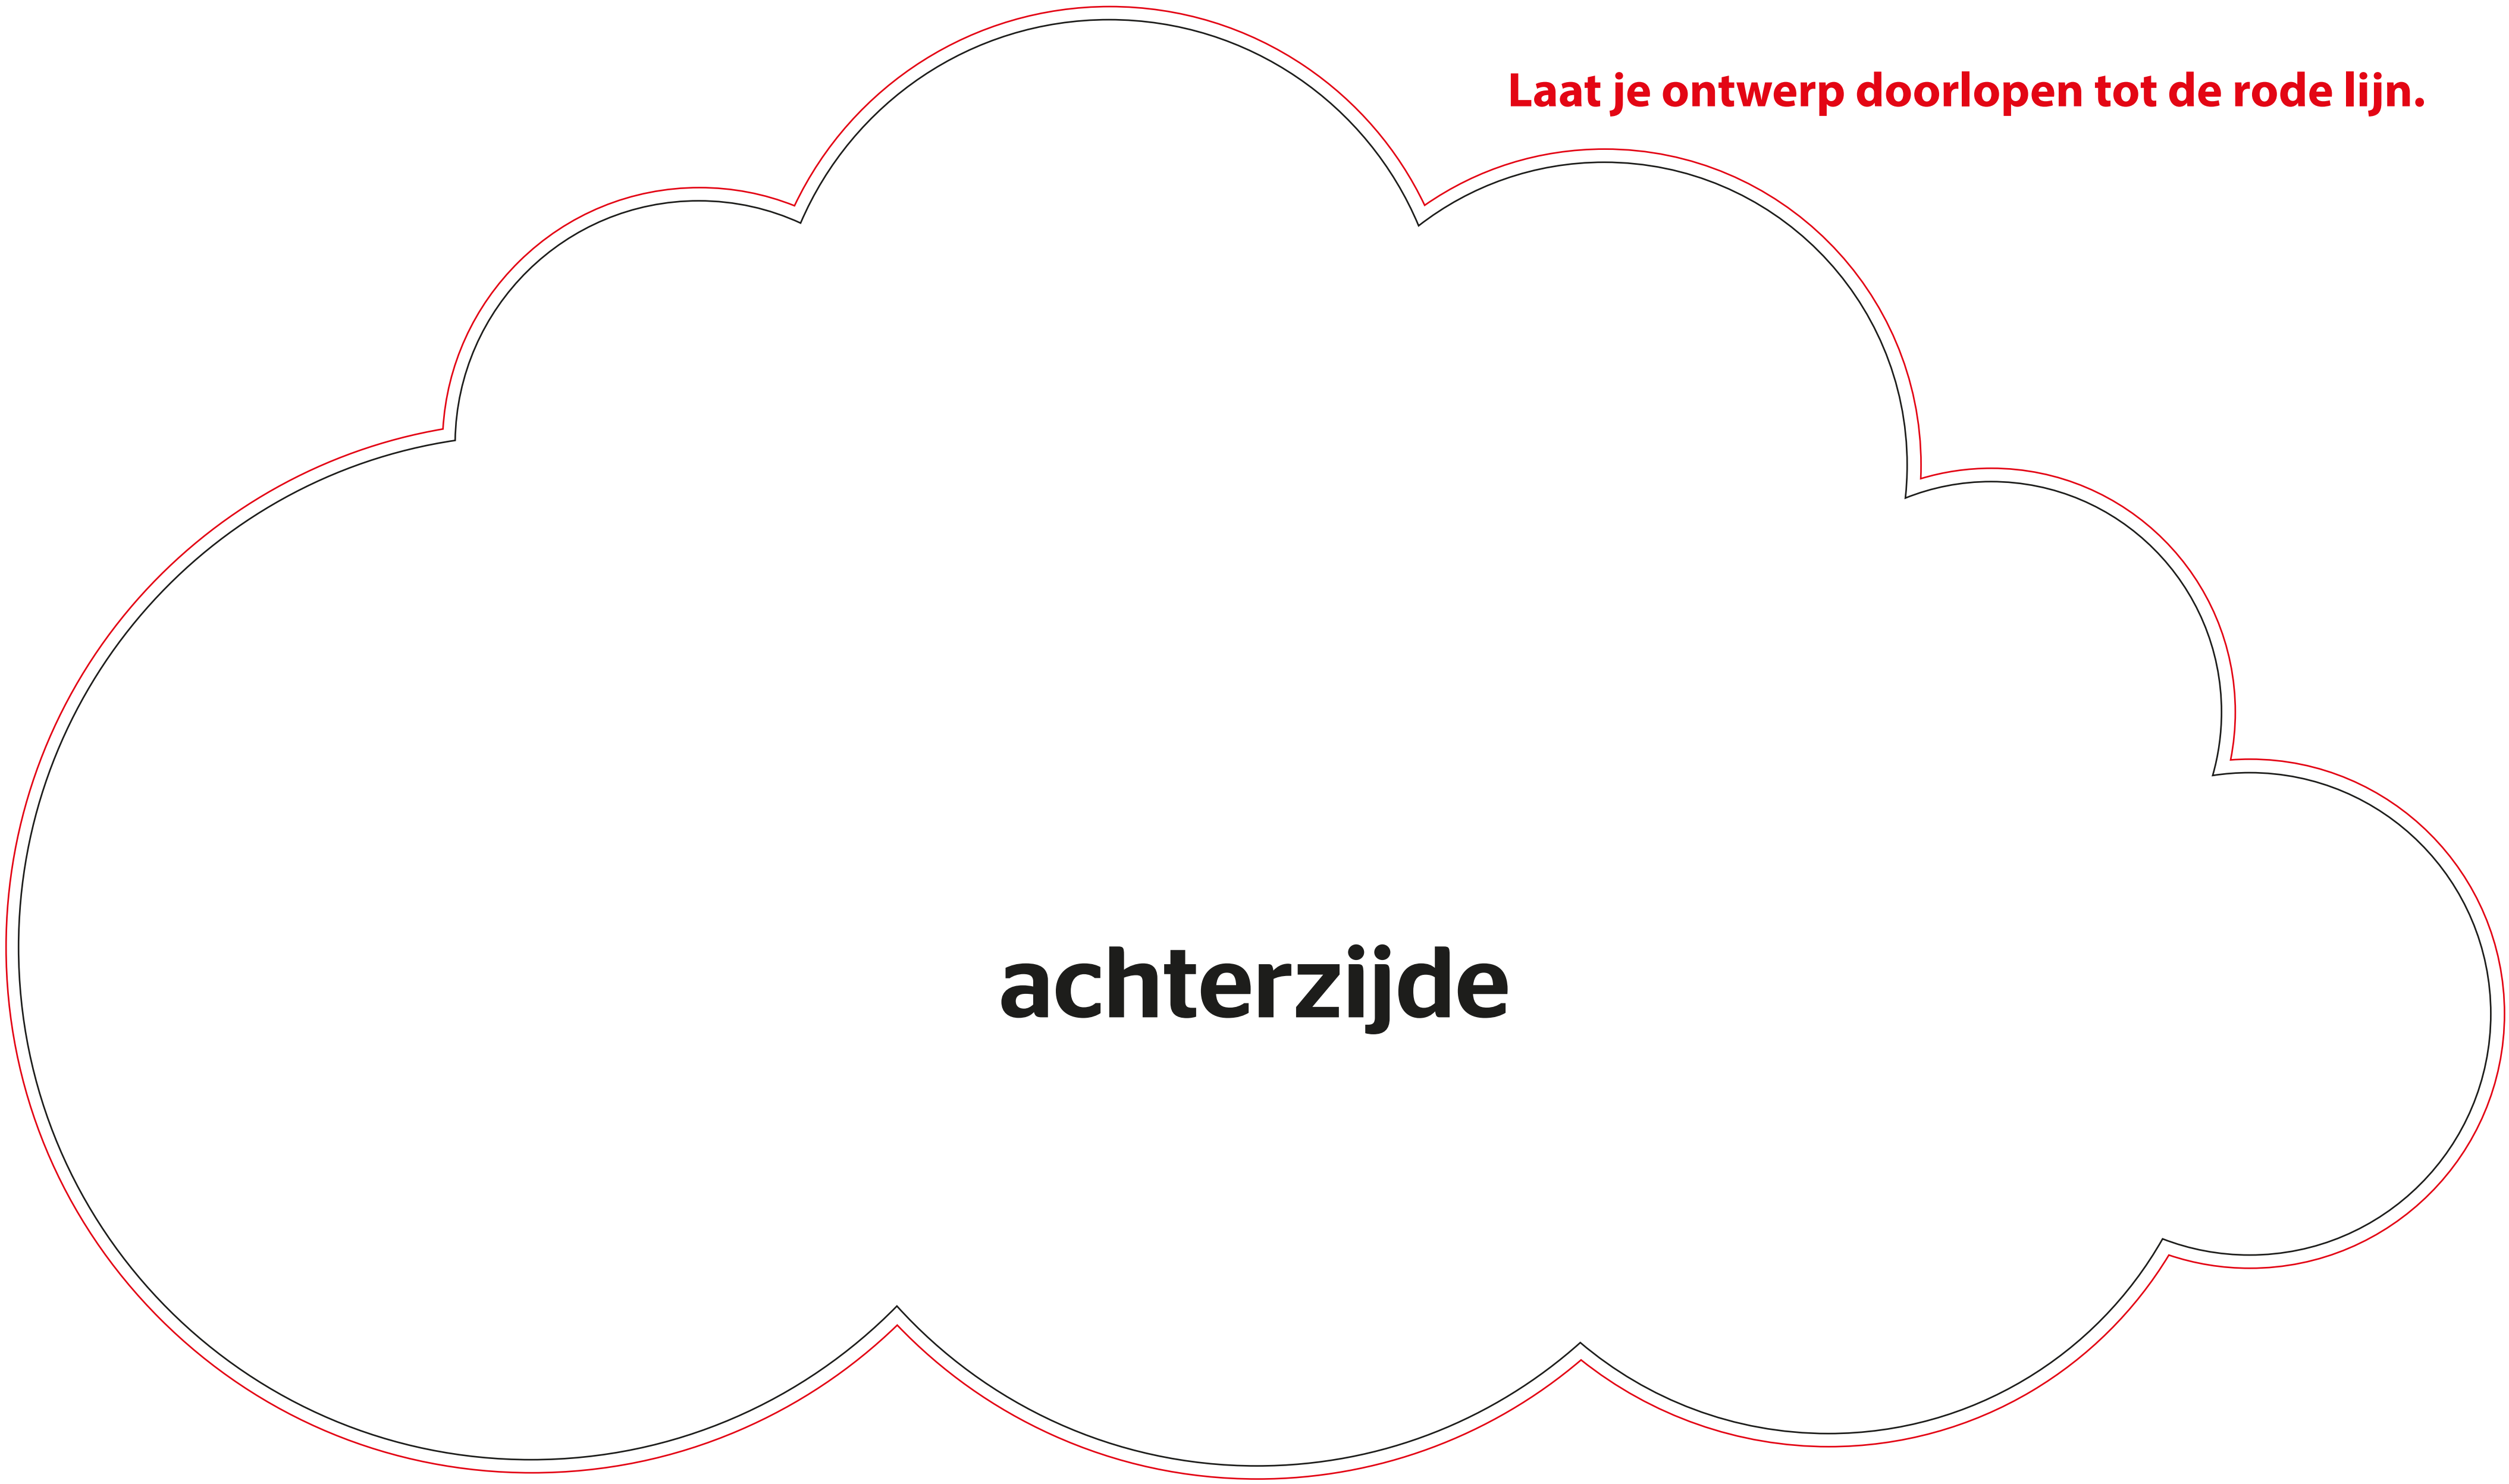 Laat je ontwerp doorlopen tot de rode lijn.
achterzijde